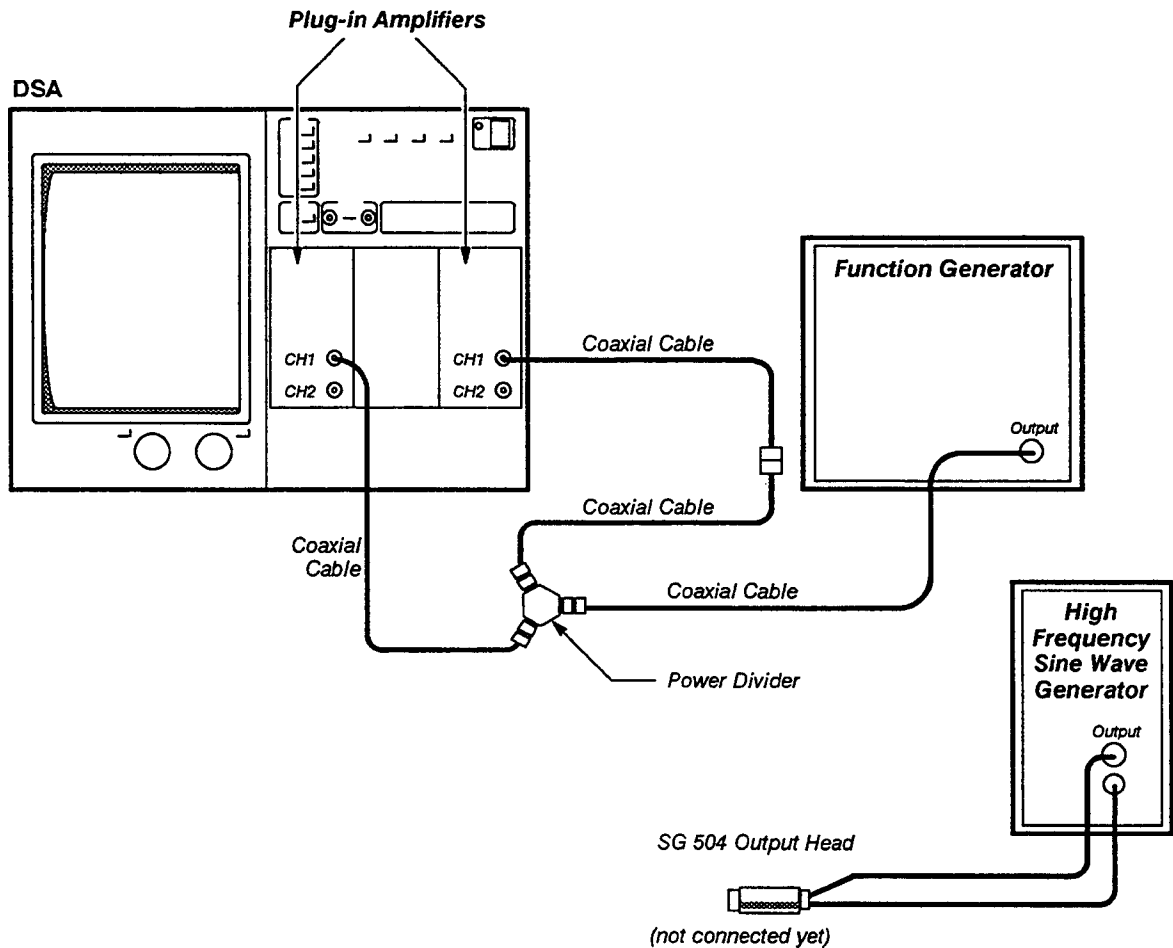 Plug-in Amplifiers
DSA
Function Generator
CH1
CH2
CH1
CH2
Coaxial Cable
Output
Coaxial Cable
Coaxial
Cable
Coaxial Cable
Power Divider
High
Frequency
Sine Wave
Generator
Output
SG 504 Output Head
(not connected yet)